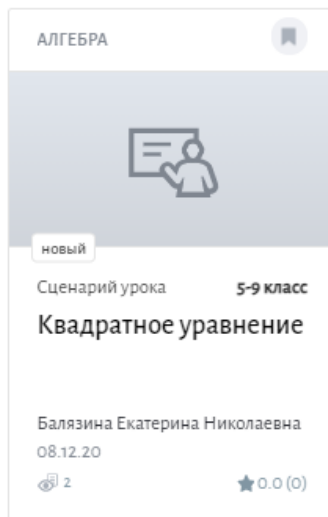 АЛГЕБРА
новый
Сценарий урока 5-9 класс
Квадратное уравнение
Балязина Екатерина Николаевна
08.12.20
2 0.0 (0)